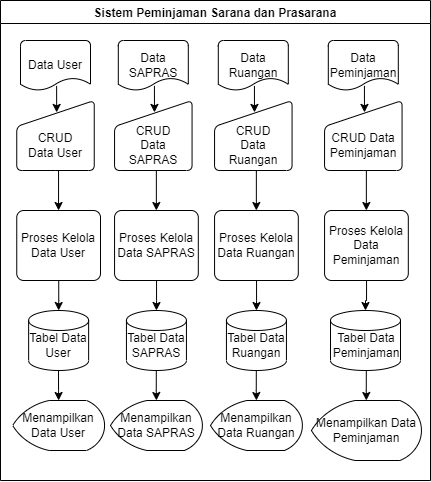 Sistem Peminjaman Sarana dan Prasarana
Data User
Data
SAPRAS
Data
Ruangan
Data
Peminjaman
CRUD
Data User
CRUD
Data
SAPRAS
CRUD
Data
Ruangan
CRUD Data
Peminjaman
Proses Kelola
Data User
Proses Kelola
Data SAPRAS
Proses Kelola
Data Ruangan
Proses Kelola
Data
Peminjaman
Tabel Data
User
Tabel Data
SAPRAS
Tabel Data
Ruangan
Tabel Data
Peminjaman
Menampilkan
Data User
Menampilkan
Data SAPRAS
Menampilkan
Data Ruangan
Menampilkan Data
Peminjaman